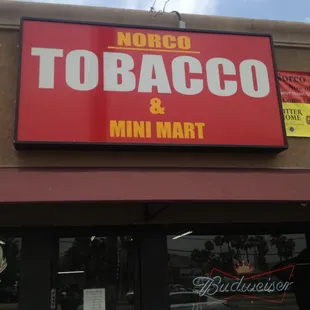 NORCO
TOBACCO
&
MINI MART
Budweiser